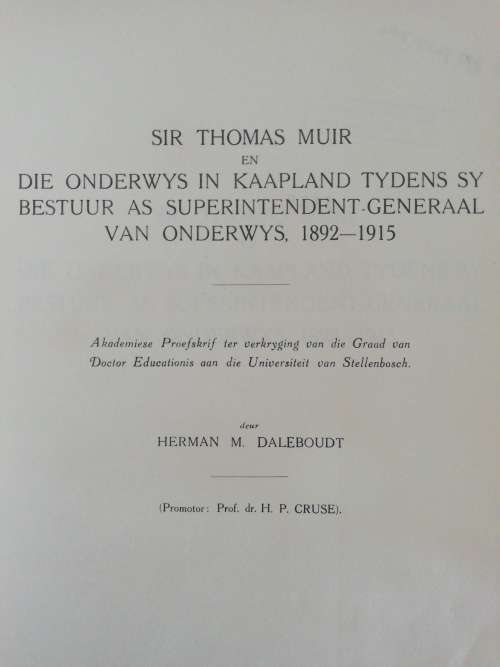 SIR THOMAS MUIR
EN
DIE ONDERWYS IN KAAPLAND TYDENS SY
BESTUUR AS SUPERINTENDENT-GENERAAL
VAN ONDERWYS, 1892—1915
Akademiese Proefskrif ter verkryging van die Graad van
Doctor Educationis aan die Universiteit van Stellenbosch.
deur
HERMAN M. DALEBOUDT
(Promotor: Prof. dr. H. P. CRUSE).